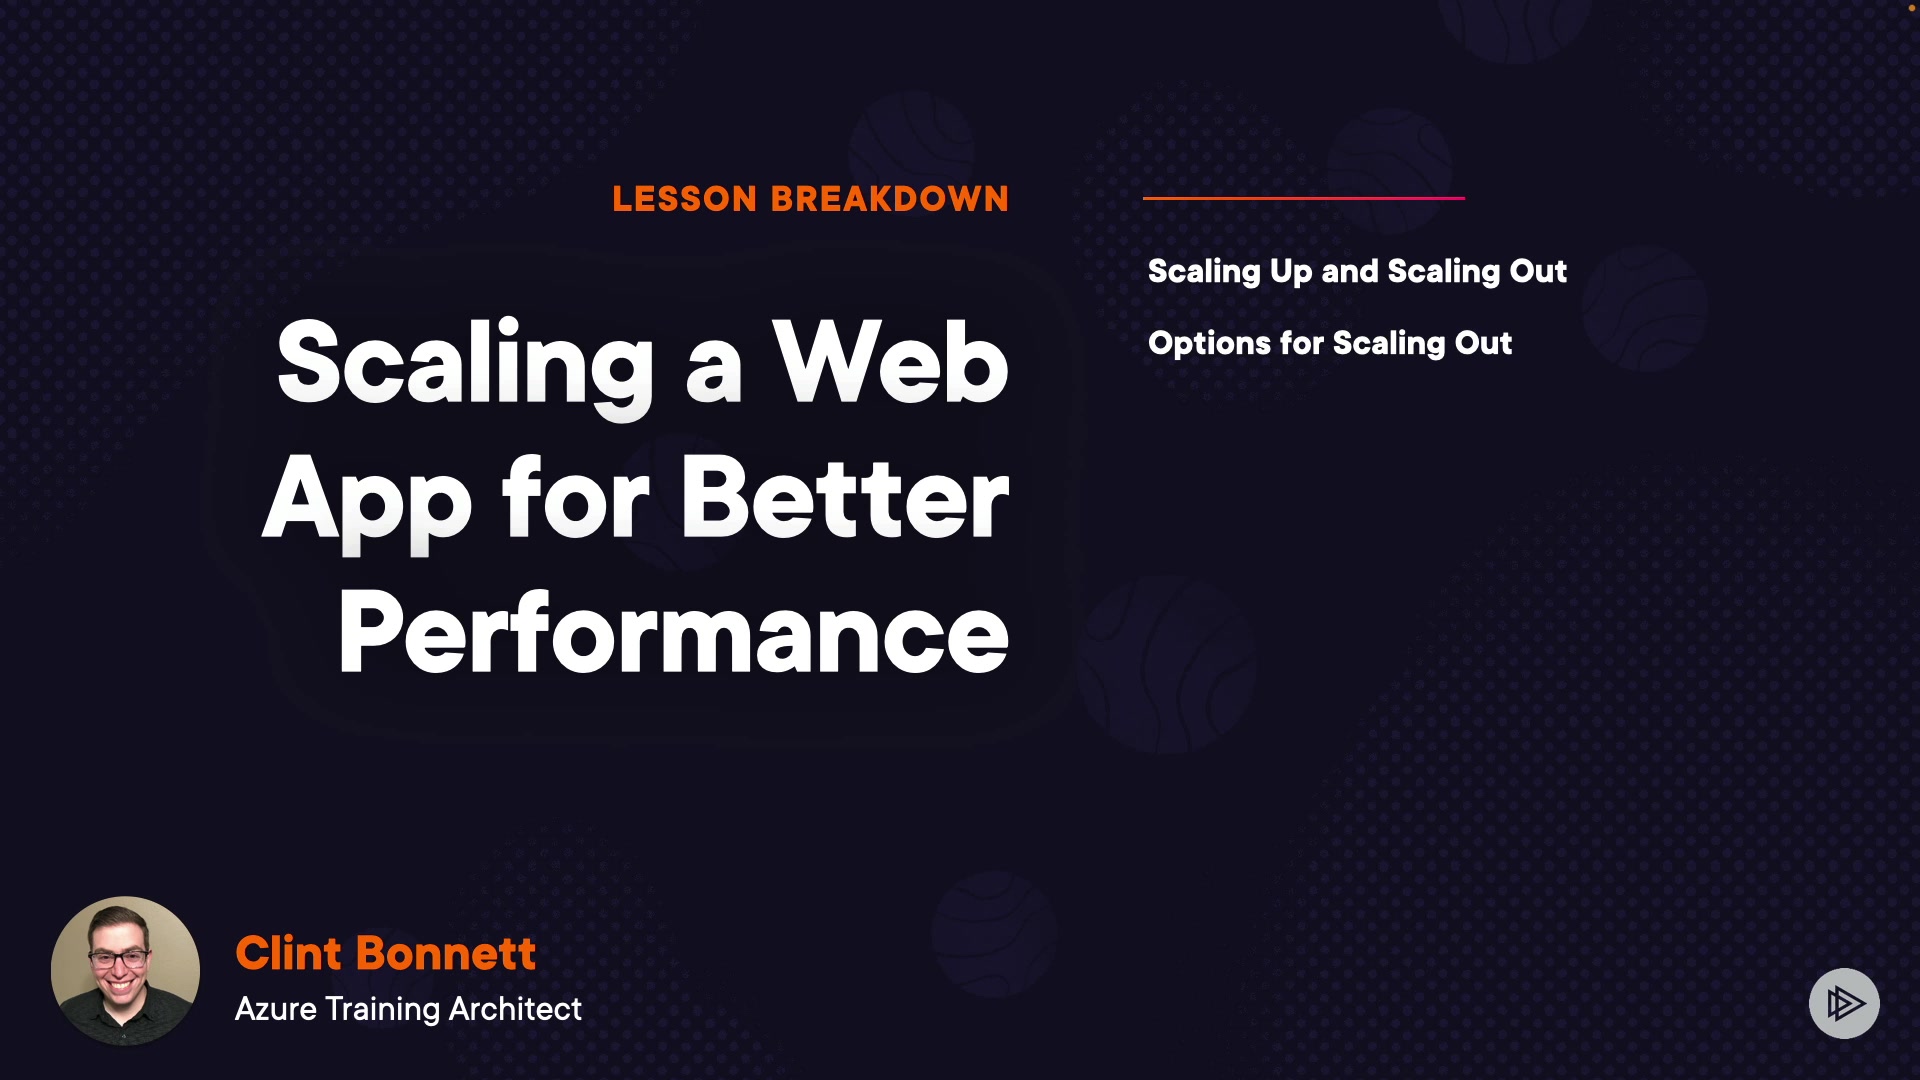 LESSON BREAKDOWN
Scaling a Web
App for Better
Performance
Scaling Up and Scaling Out
Options for Scaling Out
Clint Bonnett
Azure Training Architect